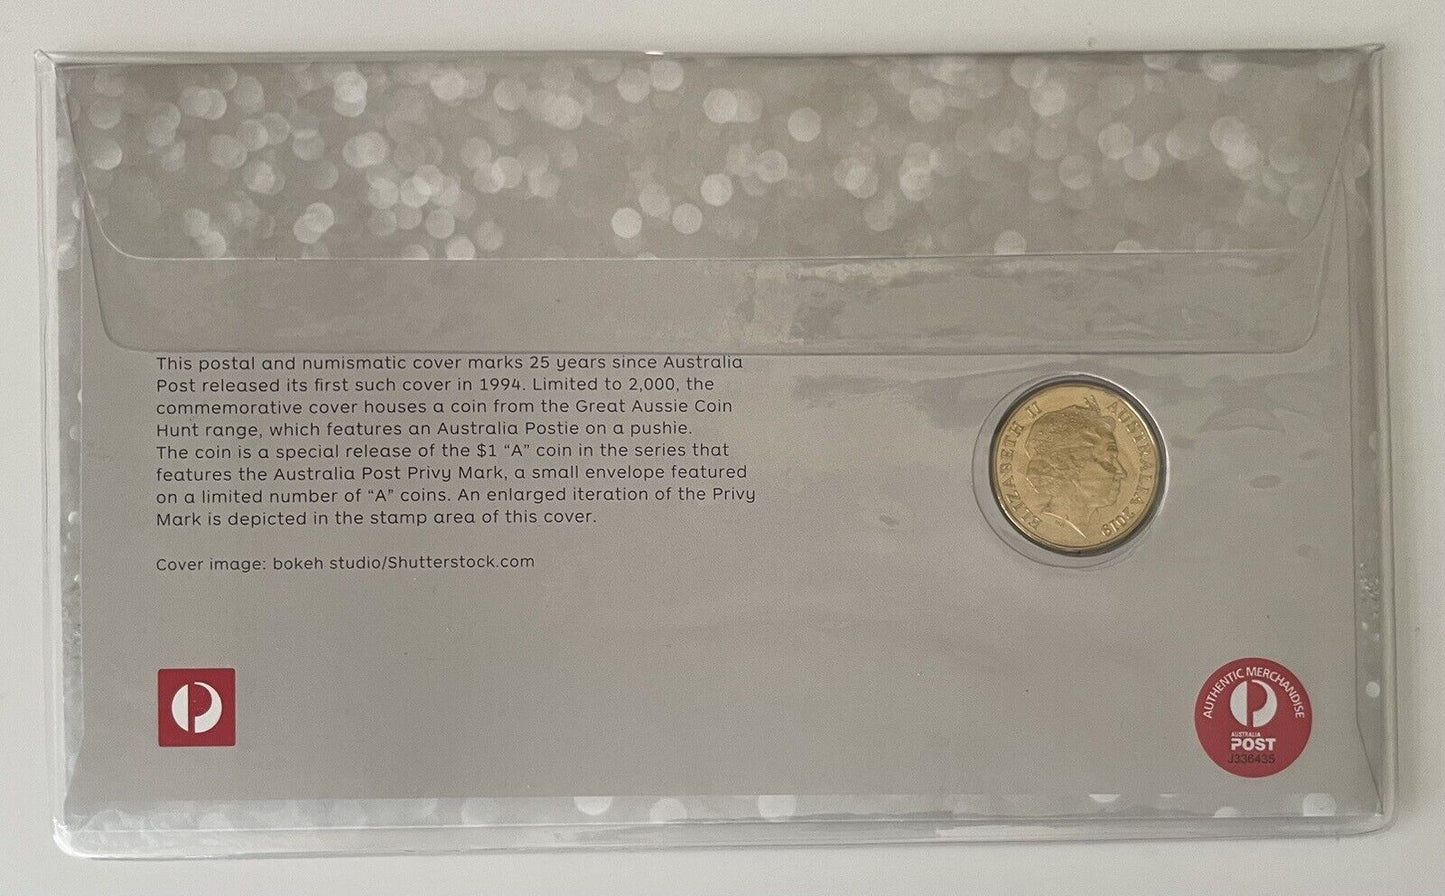 This postal and numismatic cover marks 25 years since Australia
Post released its first such cover in 1994. Limited to 2,000, the
commemorative cover houses a coin from the Great Aussie Coin
Hunt range, which features an Australia Postie on a pushie.
The coin is a special release of the $1 “A” coin in the series that
features the Australia Post Privy Mark, a small envelope featured
on a limited number of “A” coins. An enlarged iteration of the Privy
Mark is depicted in the stamp area of this cover.
Cover image: bokeh studio/Shutterstock.com
ELIZABETH II AUSTRALIA 2019
AUTHENTIC MERCHANDISE
AUSTRALIA
POST
J336435